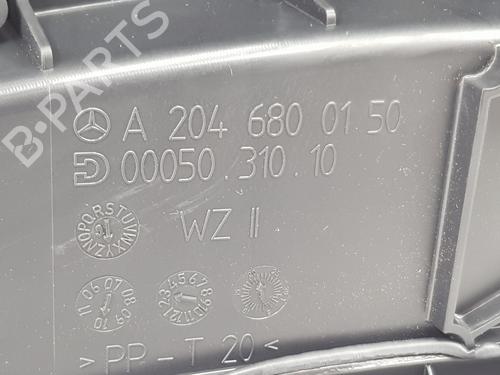 B-PARTS
A 204 680 01 50
D 00050.310.10
WZ II
>PP-T 20<